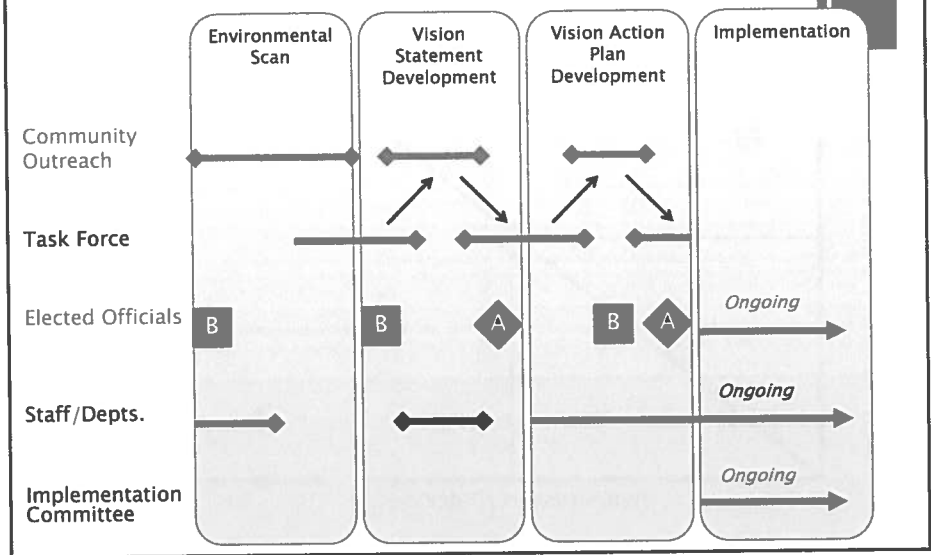 Environmental
Scan
Vision
Statement
Development
Vision Action
Plan
Development
Implementation
Community
Outreach
Task Force
Elected Officials
B
B
A
B
A
Ongoing
Staff/Depts.
Ongoing
Implementation
Committee
Ongoing